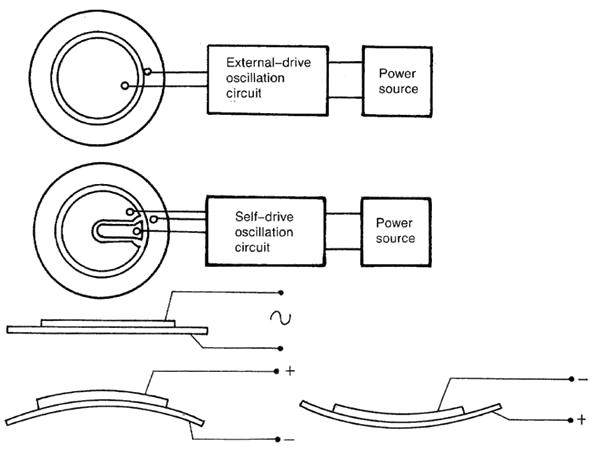 External-drive
oscillation
circuit
Power
source
Self-drive
oscillation
circuit
Power
source
+
−
−
+